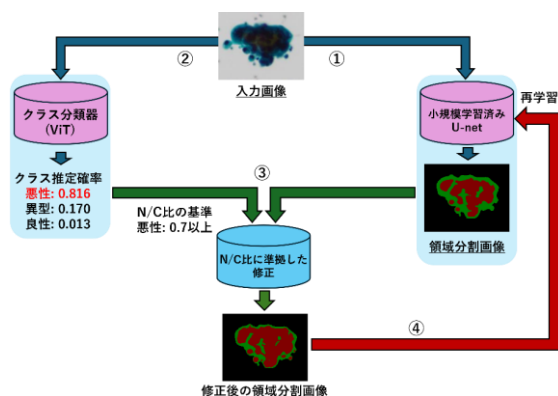 ②
①
入力画像
再学習
クラス分類器
(ViT)
小規模学習済み
U-net
クラス推定確率
悪性: 0.816
異型: 0.170
良性: 0.013
③
N/C比の基準
悪性: 0.7以上
領域分割画像
N/C比に準拠した
修正
④
修正後の領域分割画像